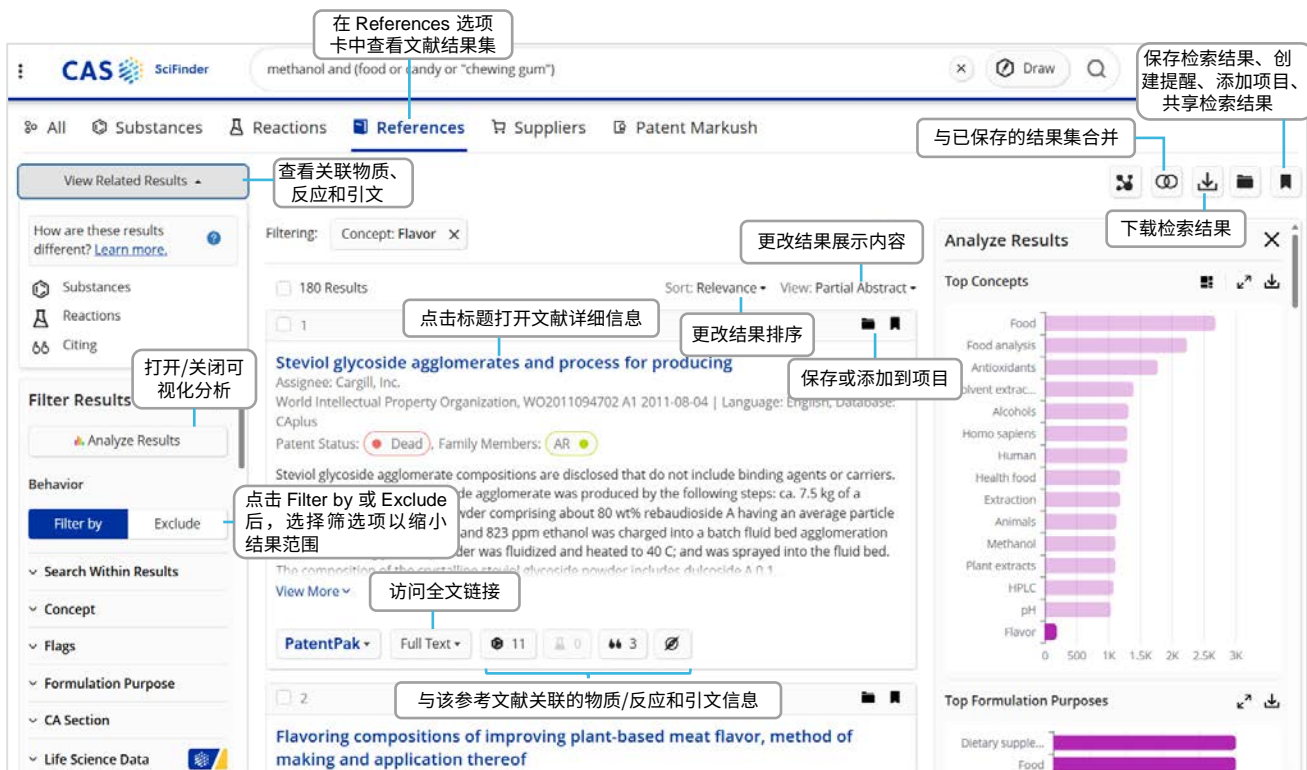 在 References 选项
卡中查看文献结果集
CAS SciFinder
methanol and (food or candy or "chewing gum")
Draw
保存检索结果、创
建提醒、添加项目、
共享检索结果
All
Substances
Reactions
References
Suppliers
Patent Markush
与已保存的结果集合并
View Related Results
查看关联物质、
反应和引文
下载检索结果
How are these results
different? Learn more.
Substances
Reactions
Citing
Filtering: Concept: Flavor
更改结果展示内容
180 Results
Sort: Relevance
View: Partial Abstract
点击标题打开文献详细信息
更改结果排序
1
Steviol glycoside agglomerates and process for producing
保存或添加到项目
Assignee: Cargill, Inc.
World Intellectual Property Organization, WO2011094702 A1 2011-08-04 | Language: English, Database:
CAplus
Patent Status: Dead, Family Members: AR
Steviol glycoside agglomerate compositions are disclosed that do not include binding agents or carriers.
agglomerate was produced by the following steps: ca. 7.5 kg of a
comprising about 80 wt% rebaudioside A having an average particle
and 823 ppm ethanol was charged into a batch fluid bed agglomeration
was fluidized and heated to 40 C; and was sprayed into the fluid bed.
The composition of the crystalline steviol glycoside powder includes dulcoside A 0.1
View More
访问全文链接
PatentPak
Full Text
11
0
3
与该参考文献关联的物质/反应和引文信息
2
Flavoring compositions of improving plant-based meat flavor, method of
making and application thereof
打开/关闭可
视化分析
Filter Results
Analyze Results
Behavior
Filter by
Exclude
点击 Filter by 或 Exclude
后，选择筛选项以缩小
结果范围
Search Within Results
Concept
Flags
Formulation Purpose
CA Section
Life Science Data
Analyze Results
Top Concepts
Food
Food analysis
Antioxidants
olvent extrac...
Alcohols
Homo sapiens
Human
Health food
Extraction
Animals
Methanol
Plant extracts
HPLC
pH
Flavor
0 500 1K 1.5K 2K 2.5K 3K
Top Formulation Purposes
Dietary supple...
Food